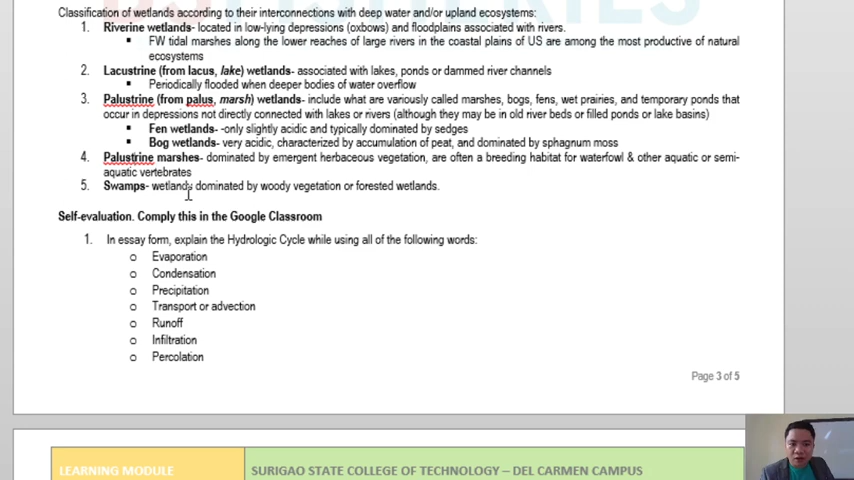 Classification of wetlands according to their interconnections with deep water and/or upland ecosystems:
1. Riverine wetlands- located in low-lying depressions (oxbows) and floodplains associated with rivers.
▪ FW tidal marshes along the lower reaches of large rivers in the coastal plains of US are among the most productive of natural
ecosystems
2. Lacustrine (from lacus, lake) wetlands- associated with lakes, ponds or dammed river channels
▪ Periodically flooded when deeper bodies of water overflow
3. Palustrine (from palus, marsh) wetlands- include what are variously called marshes, bogs, fens, wet prairies, and temporary ponds that
occur in depressions not directly connected with lakes or rivers (although they may be in old river beds or filled ponds or lake basins)
▪ Fen wetlands- -only slightly acidic and typically dominated by sedges
▪ Bog wetlands- very acidic, characterized by accumulation of peat, and dominated by sphagnum moss
4. Palustrine marshes- dominated by emergent herbaceous vegetation, are often a breeding habitat for waterfowl & other aquatic or semi-
aquatic vertebrates
5. Swamps- wetlands dominated by woody vegetation or forested wetlands.
Self-evaluation. Comply this in the Google Classroom
1. In essay form, explain the Hydrologic Cycle while using all of the following words:
o Evaporation
o Condensation
o Precipitation
o Transport or advection
o Runoff
o Infiltration
o Percolation
Page 3 of 5
LEARNING MODULE
SURIGAO STATE COLLEGE OF TECHNOLOGY – DEL CARMEN CAMPUS